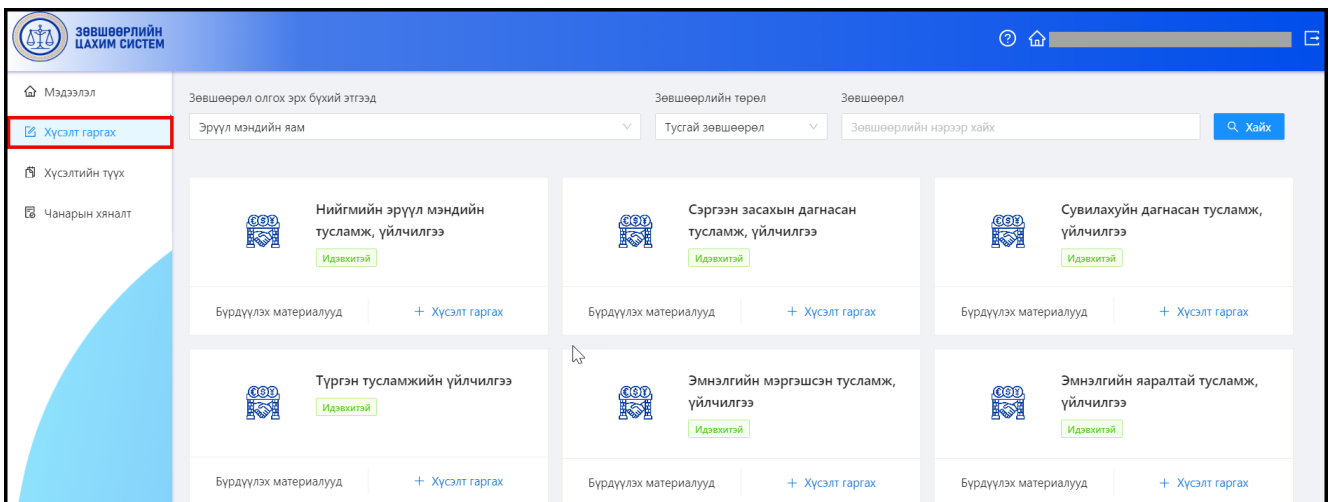 ЗӨВШӨӨРЛИЙН
ЦАХИМ СИСТЕМ
Мэдээлэл
Хүсэлт гаргах
Хүсэлтийн түүх
Чанарын хяналт
Зөвшөөрөл олгох эрх бүхий этгээд
Зөвшөөрлийн төрөл
Зөвшөөрөл
Эрүүл мэндийн яам
Тусгай зөвшөөрөл
Зөвшөөрлийн нэрээр хайх
Хайх
Нийгмийн эрүүл мэндийн
тусламж, үйлчилгээ
Идэвхитэй
Бүрдүүлэх материалууд
+ Хүсэлт гаргах
Сэргээн засахын дагнасан
тусламж, үйлчилгээ
Идэвхитэй
Бүрдүүлэх материалууд
+ Хүсэлт гаргах
Сувилахуйн дагнасан тусламж,
үйлчилгээ
Идэвхитэй
Бүрдүүлэх материалууд
+ Хүсэлт гаргах
Түргэн тусламжийн үйлчилгээ
Идэвхитэй
Бүрдүүлэх материалууд
+ Хүсэлт гаргах
Эмнэлгийн мэргэшсэн тусламж,
үйлчилгээ
Идэвхитэй
Бүрдүүлэх материалууд
+ Хүсэлт гаргах
Эмнэлгийн яаралтай тусламж,
үйлчилгээ
Идэвхитэй
Бүрдүүлэх материалууд
+ Хүсэлт гаргах